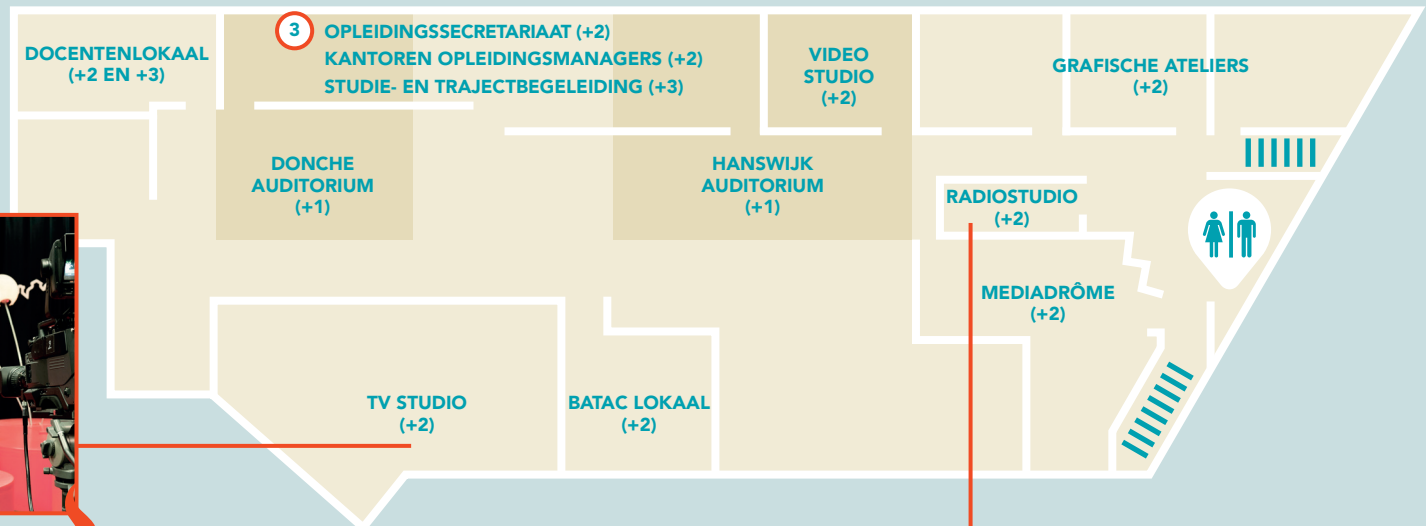 DOCENTENLOKAAL
(+2 EN +3)
3 OPLEIDINGSSECRETARIAAT (+2)
KANTOREN OPLEIDINGSMANAGERS (+2)
STUDIE- EN TRAJECTBEGELEIDING (+3)
VIDEO
STUDIO
(+2)
GRAFISCHE ATELIERS
(+2)
DONCHE
AUDITORIUM
(+1)
HANSWIJK
AUDITORIUM
(+1)
RADIOSTUDIO
(+2)
MEDIADRÔME
(+2)
TV STUDIO
(+2)
BATAC LOKAAL
(+2)